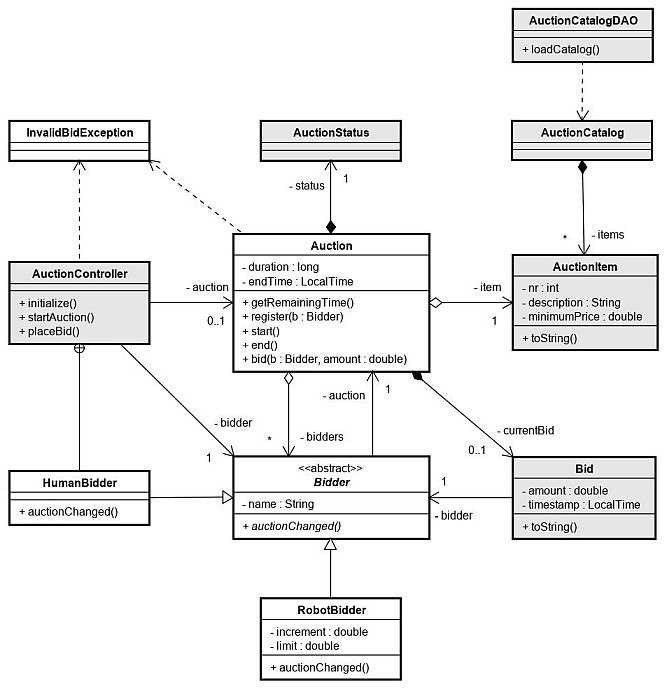 AuctionCatalogDAO
+ loadCatalog()
InvalidBidException
AuctionStatus
AuctionCatalog
- status
1
*
- items
Auction
- duration : long
- endTime : LocalTime
+ getRemainingTime()
+ register(b : Bidder)
+ start()
+ end()
+ bid(b : Bidder, amount : double)
AuctionController
+ initialize()
+ startAuction()
+ placeBid()
- auction
0..1
- item
1
AuctionItem
- nr : int
- description : String
- minimumPrice : double
+ toString()
- bidder
1
*
- bidders
- auction
1
- currentBid
0..1
HumanBidder
+ auctionChanged()
<<abstract>>
Bidder
- name : String
+ auctionChanged()
1
- bidder
Bid
- amount : double
- timestamp : LocalTime
+ toString()
RobotBidder
- increment : double
- limit : double
+ auctionChanged()